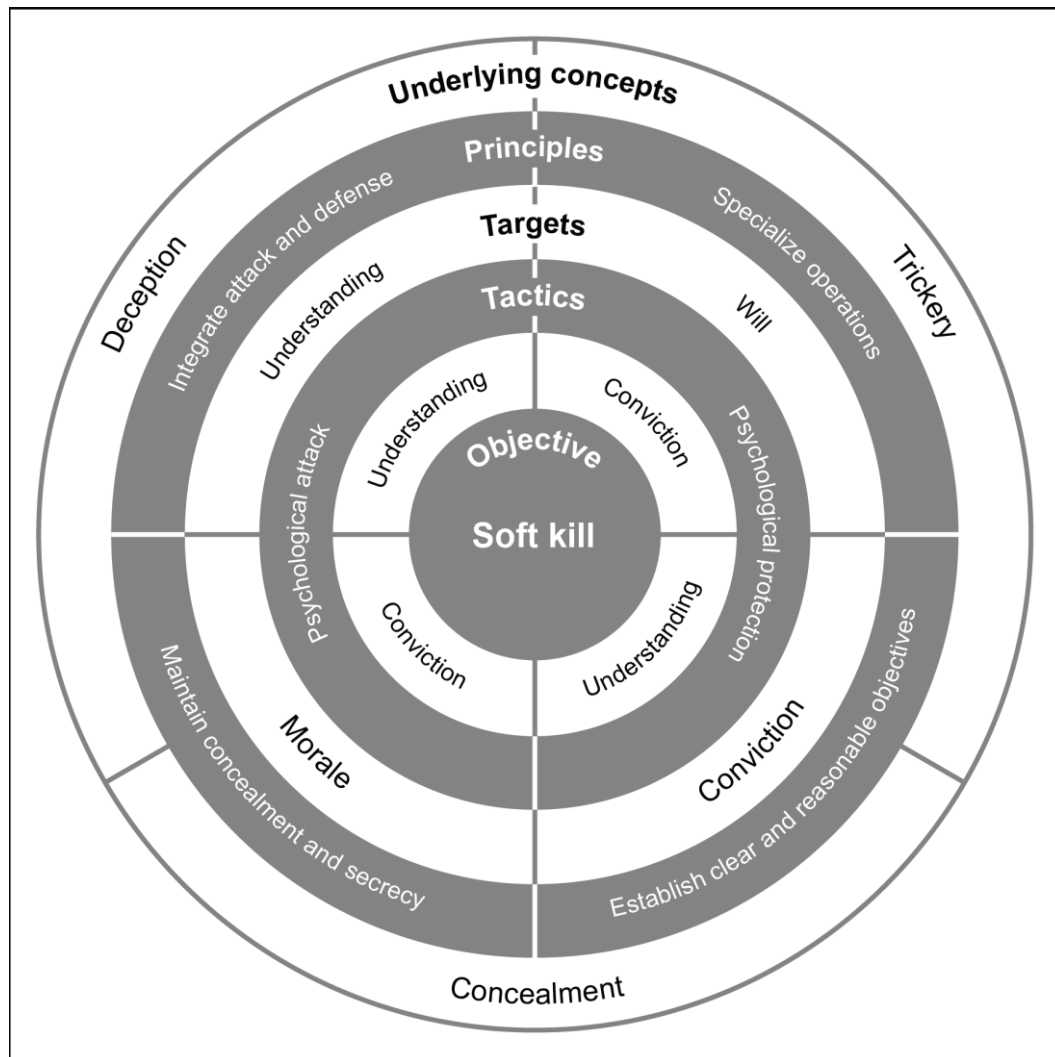 Underlying concepts
Deception
Trickery
Concealment
Principles
Integrate attack and defense
Specialize operations
Maintain concealment and secrecy
Establish clear and reasonable objectives
Targets
Understanding
Will
Morale
Conviction
Tactics
Psychological attack
Psychological protection
Understanding
Conviction
Conviction
Understanding
Objective
Soft kill